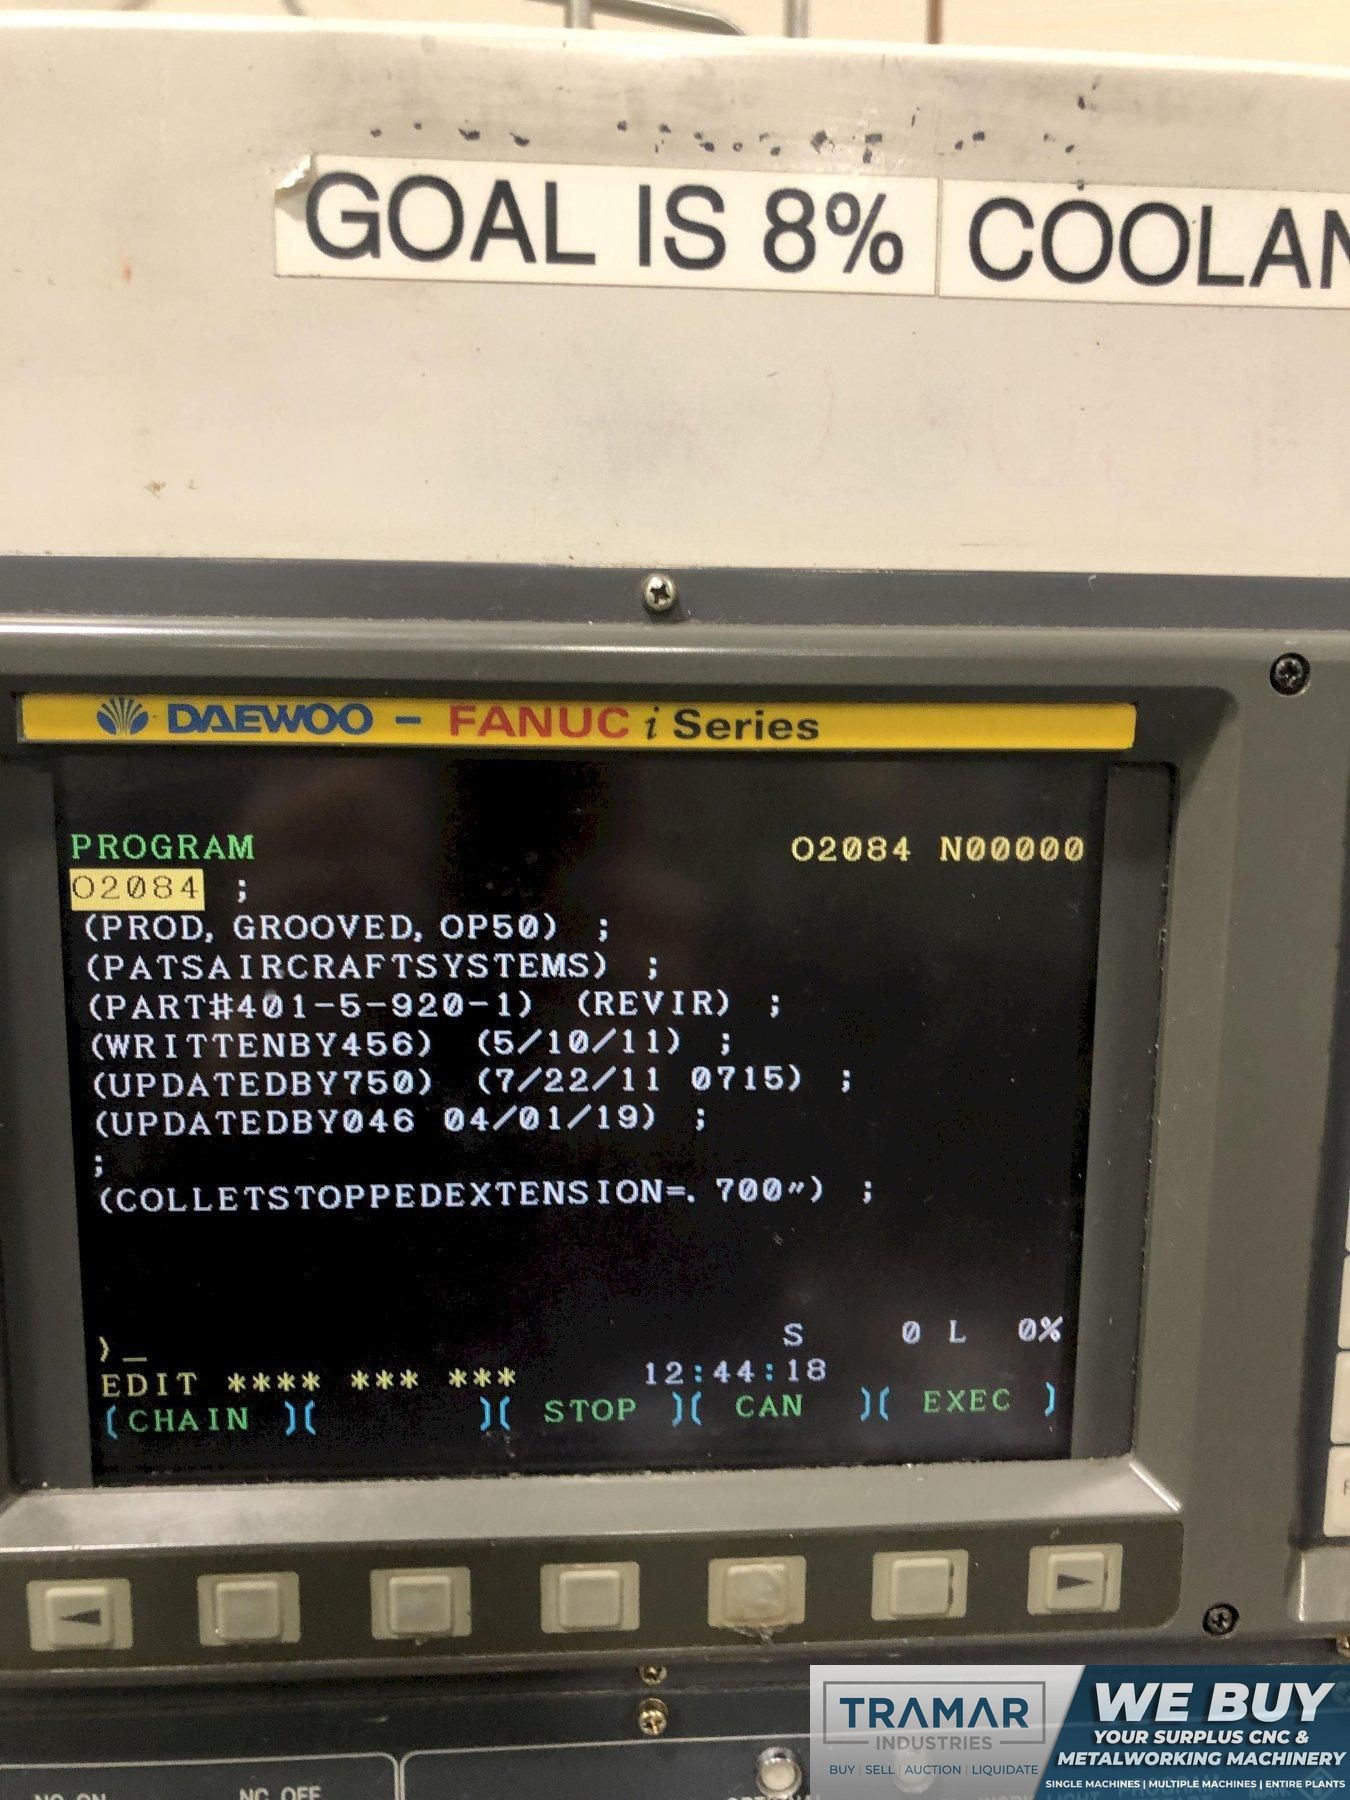 GOAL IS 8% COOLAN
DAEWOO - FANUC i Series
PROGRAM O2084 N00000
O2084 ;
(PROD, GROOVED, OP50) ;
(PATSAIRCRAFTSYSTEMS) ;
(PART#401-5-920-1) (REVIR) ;
(WRITTENBY456) (5/10/11) ;
(UPDATEDBY750) (7/22/11 0715) ;
(UPDATEDBY046 04/01/19) ;
;
(COLLETSTOPPEDEXTENSION=.700") ;
S 0 L 0%
)_
EDIT **** *** *** 12:44:18
(CHAIN )( )( STOP )( CAN )( EXEC )
TRAMAR
INDUSTRIES
BUY | SELL | AUCTION | LIQUIDATE
WE BUY
YOUR SURPLUS CNC &
METALWORKING MACHINERY
SINGLE MACHINES | MULTIPLE MACHINES | ENTIRE PLANTS
NC OFF